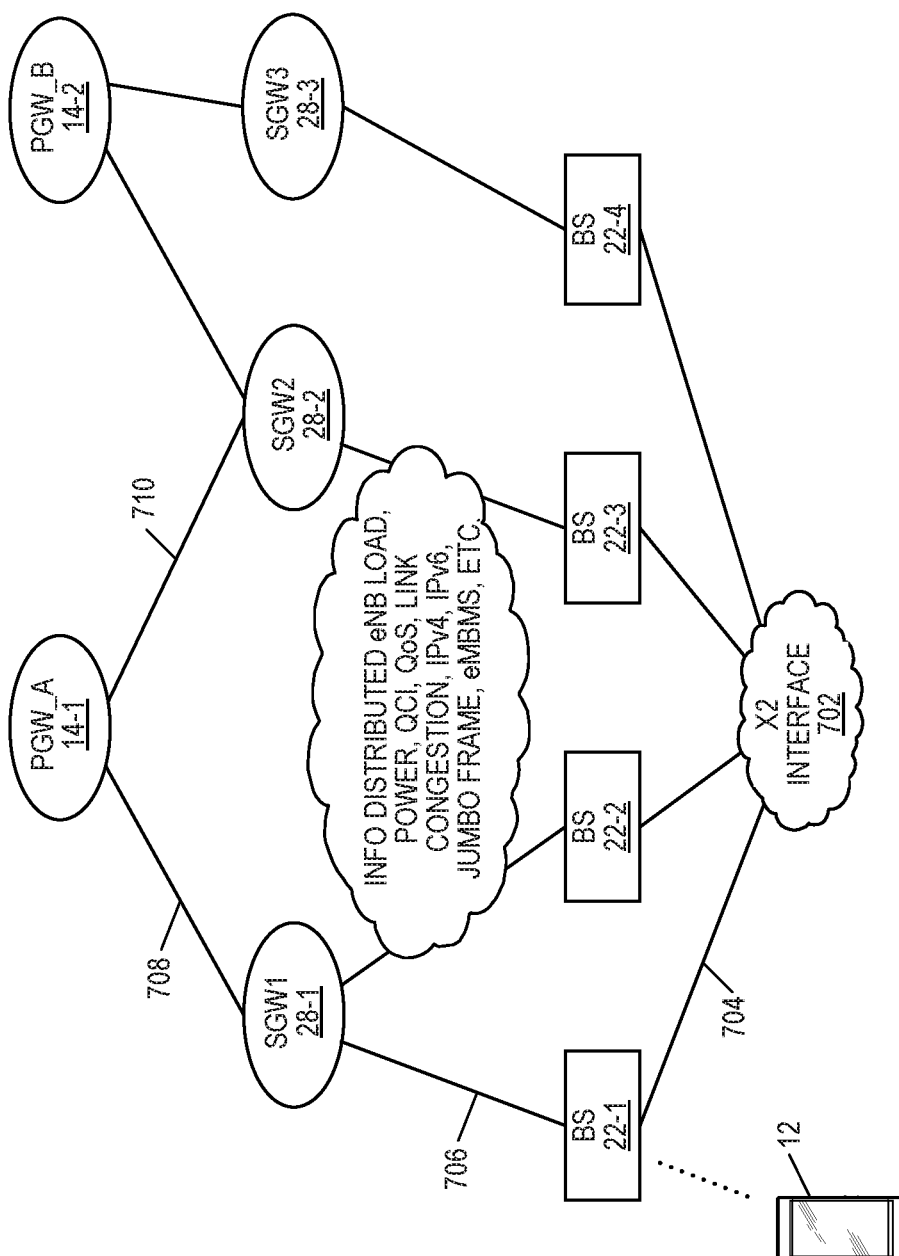 PGW_A
14-1
PGW_B
14-2
708
710
SGW1
28-1
SGW2
28-2
SGW3
28-3
INFO DISTRIBUTED eNB LOAD,
POWER, QCI, QoS, LINK
CONGESTION, IPv4, IPv6,
JUMBO FRAME, eMBMS, ETC.
706
BS
22-1
BS
22-2
BS
22-3
BS
22-4
12
704
X2
INTERFACE
702